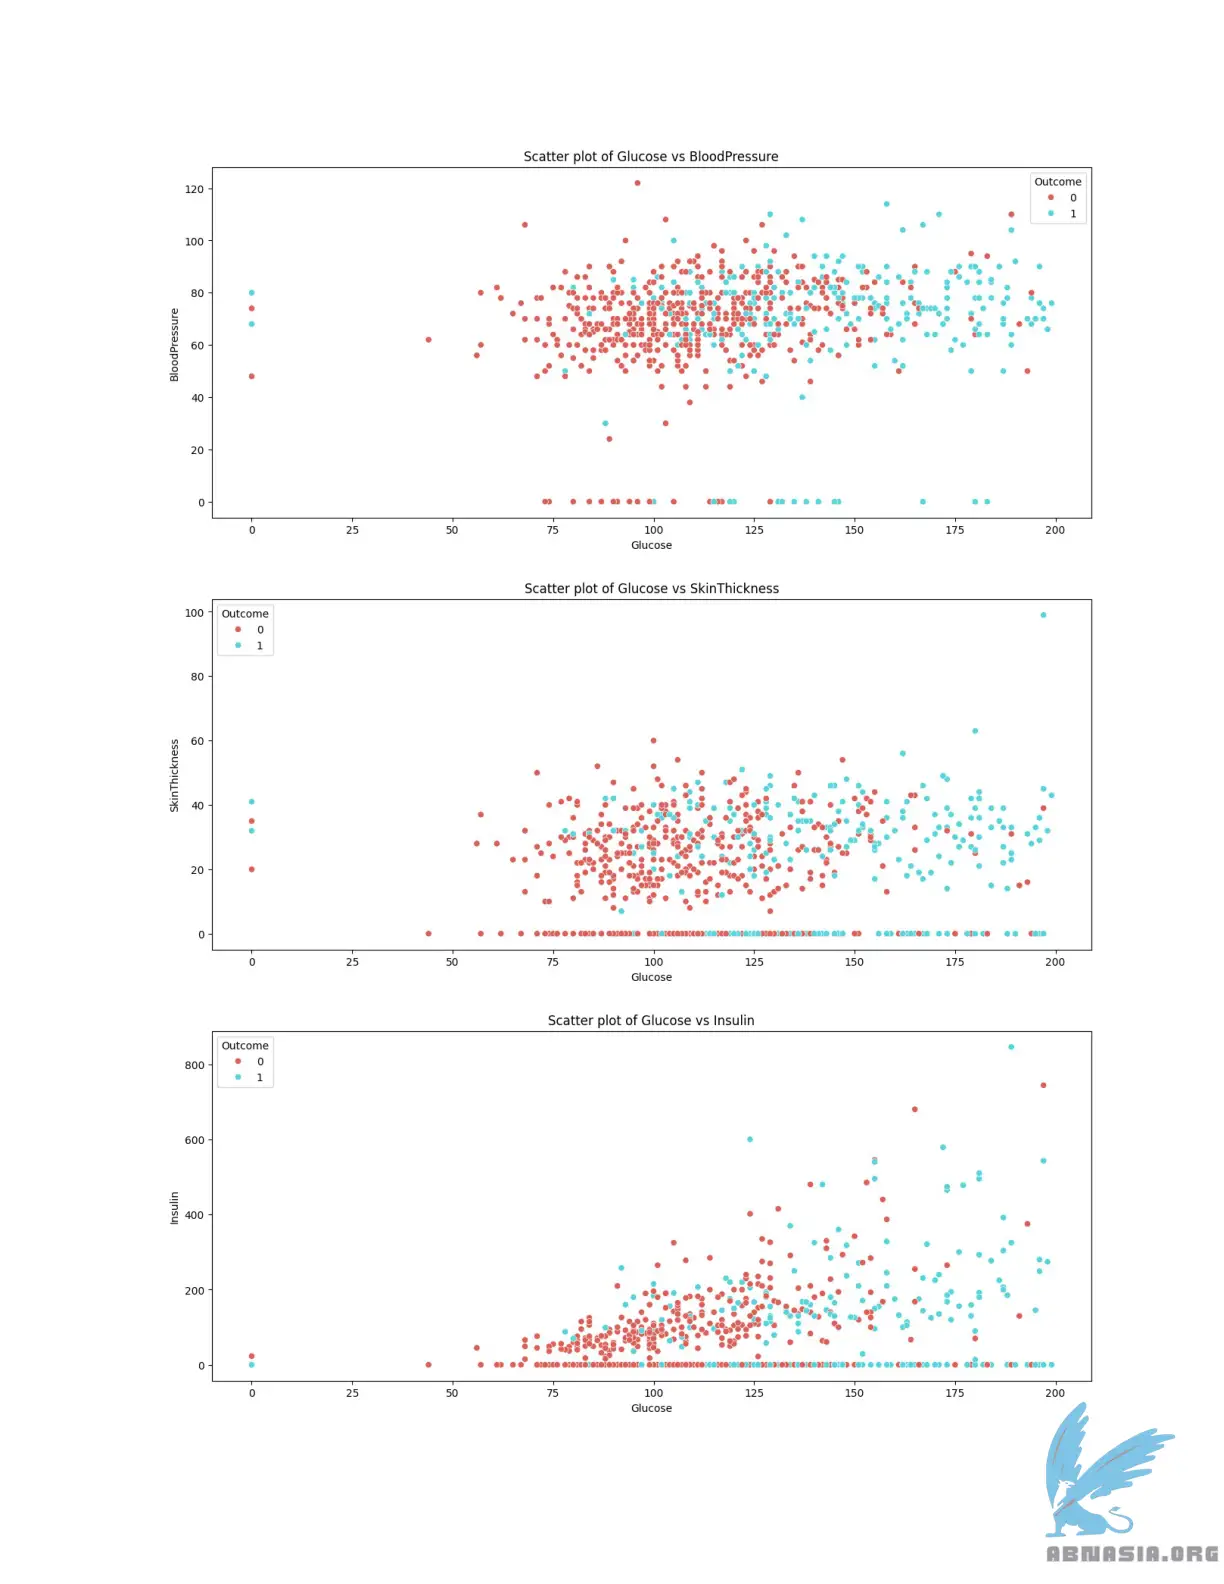 Scatter plot of Glucose vs BloodPressure
Outcome
0
1
120
100
80
60
40
20
0
BloodPressure
0 25 50 75 100 125 150 175 200
Glucose
Scatter plot of Glucose vs SkinThickness
Outcome
0
1
100
80
60
40
20
0
SkinThickness
0 25 50 75 100 125 150 175 200
Glucose
Scatter plot of Glucose vs Insulin
Outcome
0
1
800
600
400
200
0
Insulin
0 25 50 75 100 125 150 175 200
Glucose
ABNASIA.ORG